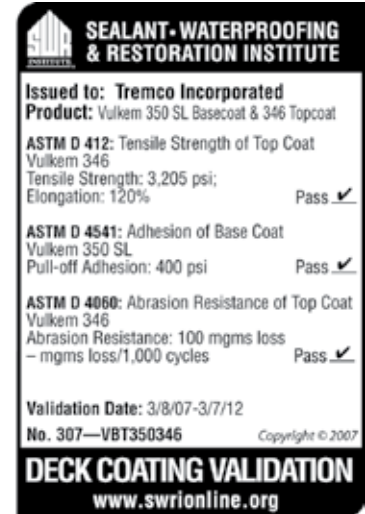 SWR
INSTITUTE
SEALANT • WATERPROOFING
& RESTORATION INSTITUTE
Issued to: Tremco Incorporated
Product: Vulkem 350 SL Basecoat & 346 Topcoat
ASTM D 412: Tensile Strength of Top Coat
Vulkem 346
Tensile Strength: 3,205 psi;
Elongation: 120% Pass ✔
ASTM D 4541: Adhesion of Base Coat
Vulkem 350 SL
Pull-off Adhesion: 400 psi Pass ✔
ASTM D 4060: Abrasion Resistance of Top Coat
Vulkem 346
Abrasion Resistance: 100 mgms loss
– mgms loss/1,000 cycles Pass ✔
Validation Date: 3/8/07-3/7/12
No. 307—VBT350346 Copyright © 2007
DECK COATING VALIDATION
www.swrionline.org